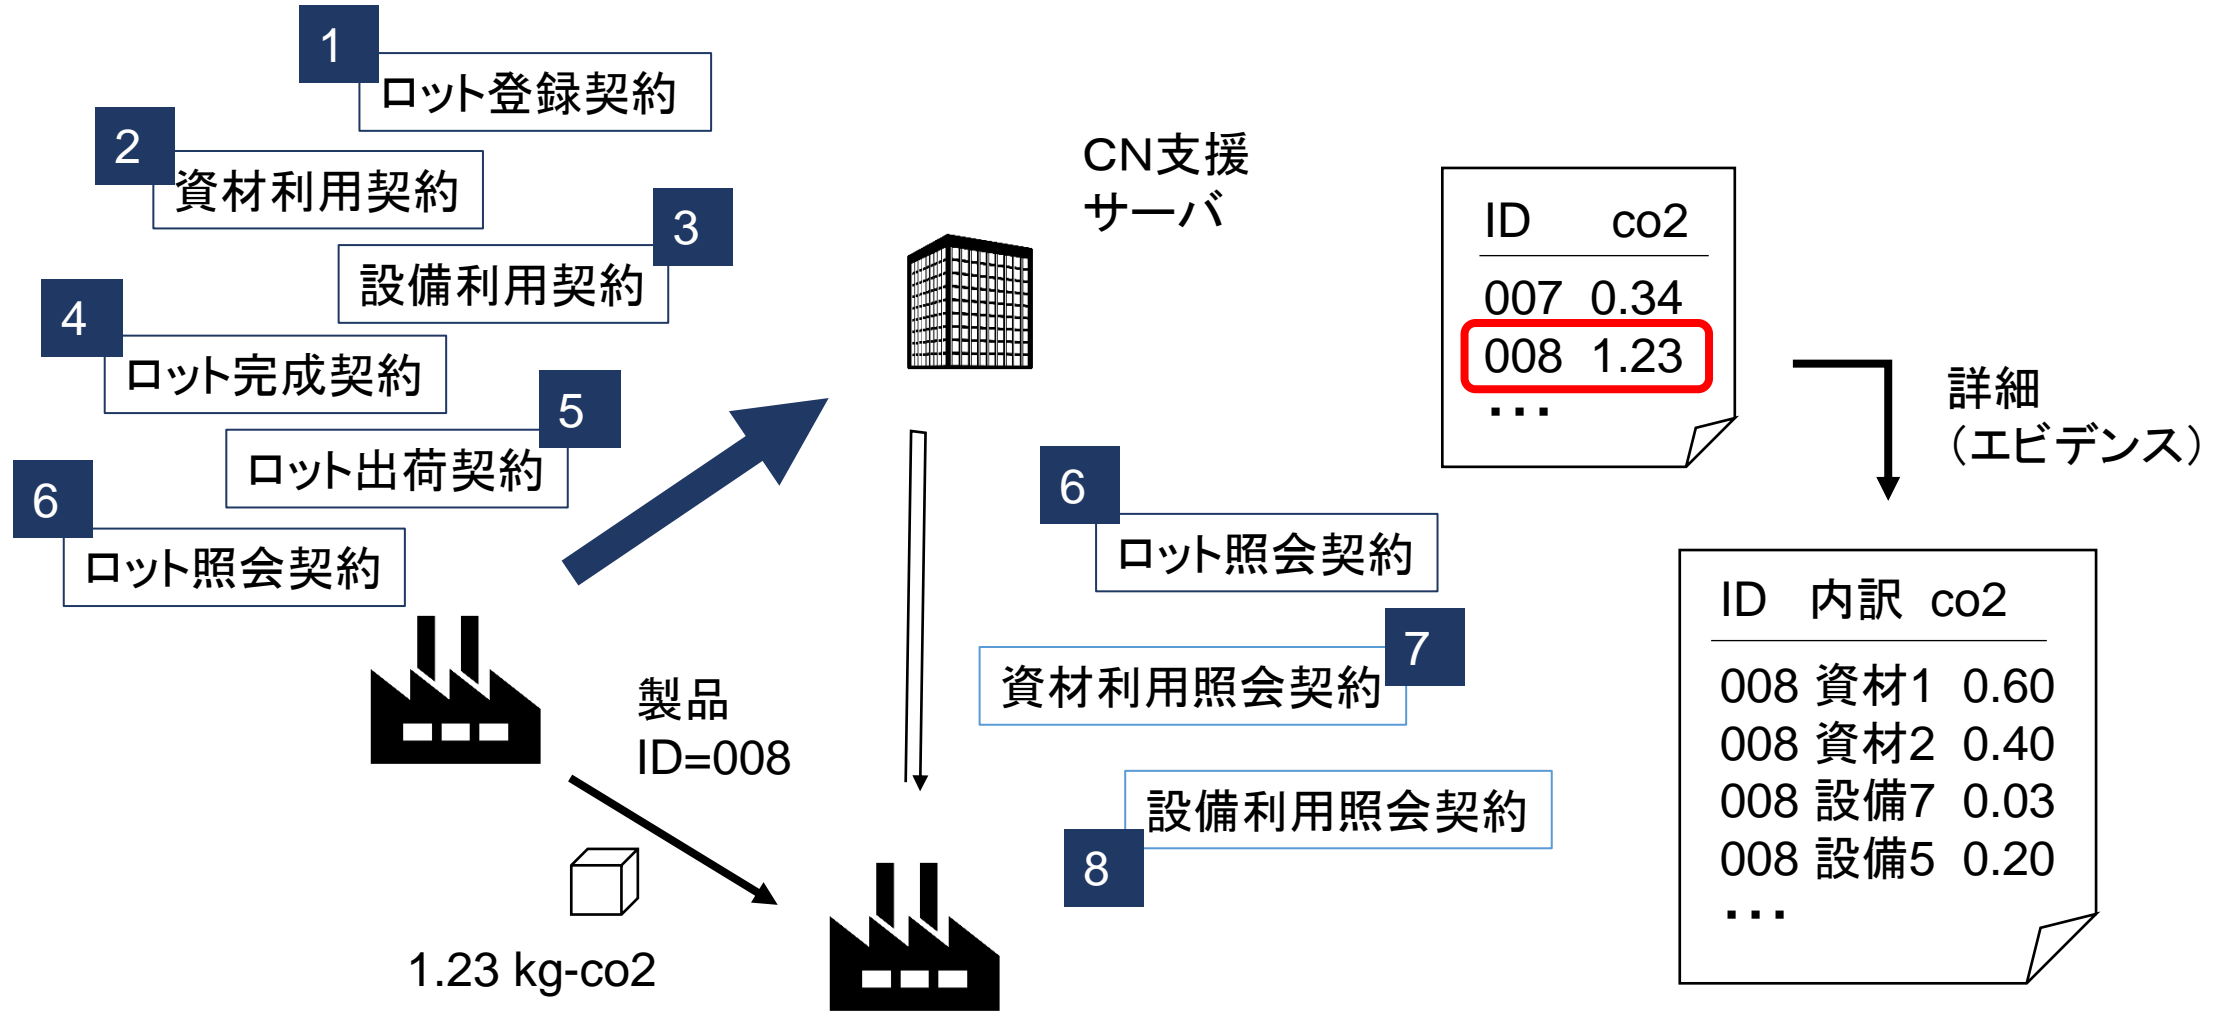 1
ロット登録契約
2
資材利用契約
3
設備利用契約
4
ロット完成契約
5
ロット出荷契約
6
ロット照会契約
CN支援
サーバ
製品
ID=008
1.23 kg-co2
6
ロット照会契約
7
資材利用照会契約
8
設備利用照会契約
ID co2
007 0.34
008 1.23
・・・
詳細
（エビデンス）
ID 内訳 co2
008 資材1 0.60
008 資材2 0.40
008 設備7 0.03
008 設備5 0.20
・・・